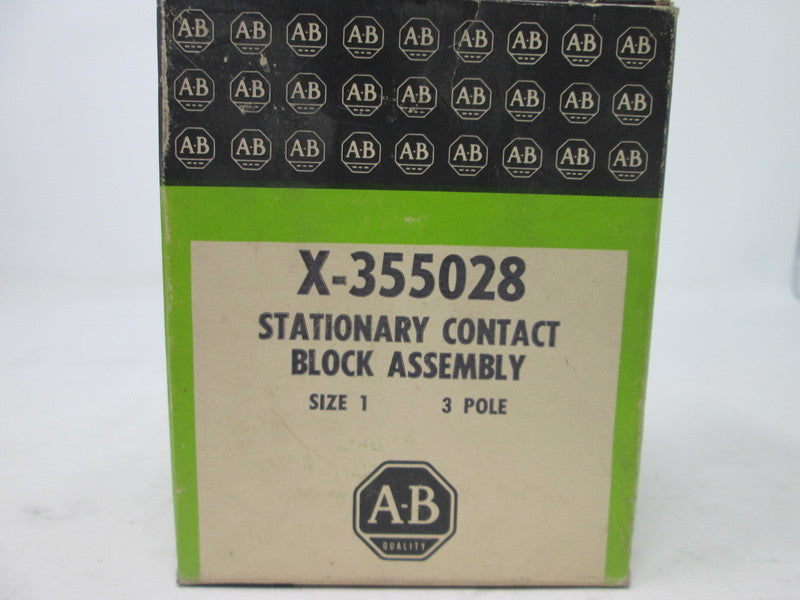 A-B A-B A-B A-B A-B A-B A-B A-B A-B
A-B A-B A-B A-B A-B A-B A-B A-B A-B
A-B A-B A-B A-B A-B A-B A-B A-B A-B
X-355028
STATIONARY CONTACT
BLOCK ASSEMBLY
SIZE 1 3 POLE
A-B
QUALITY